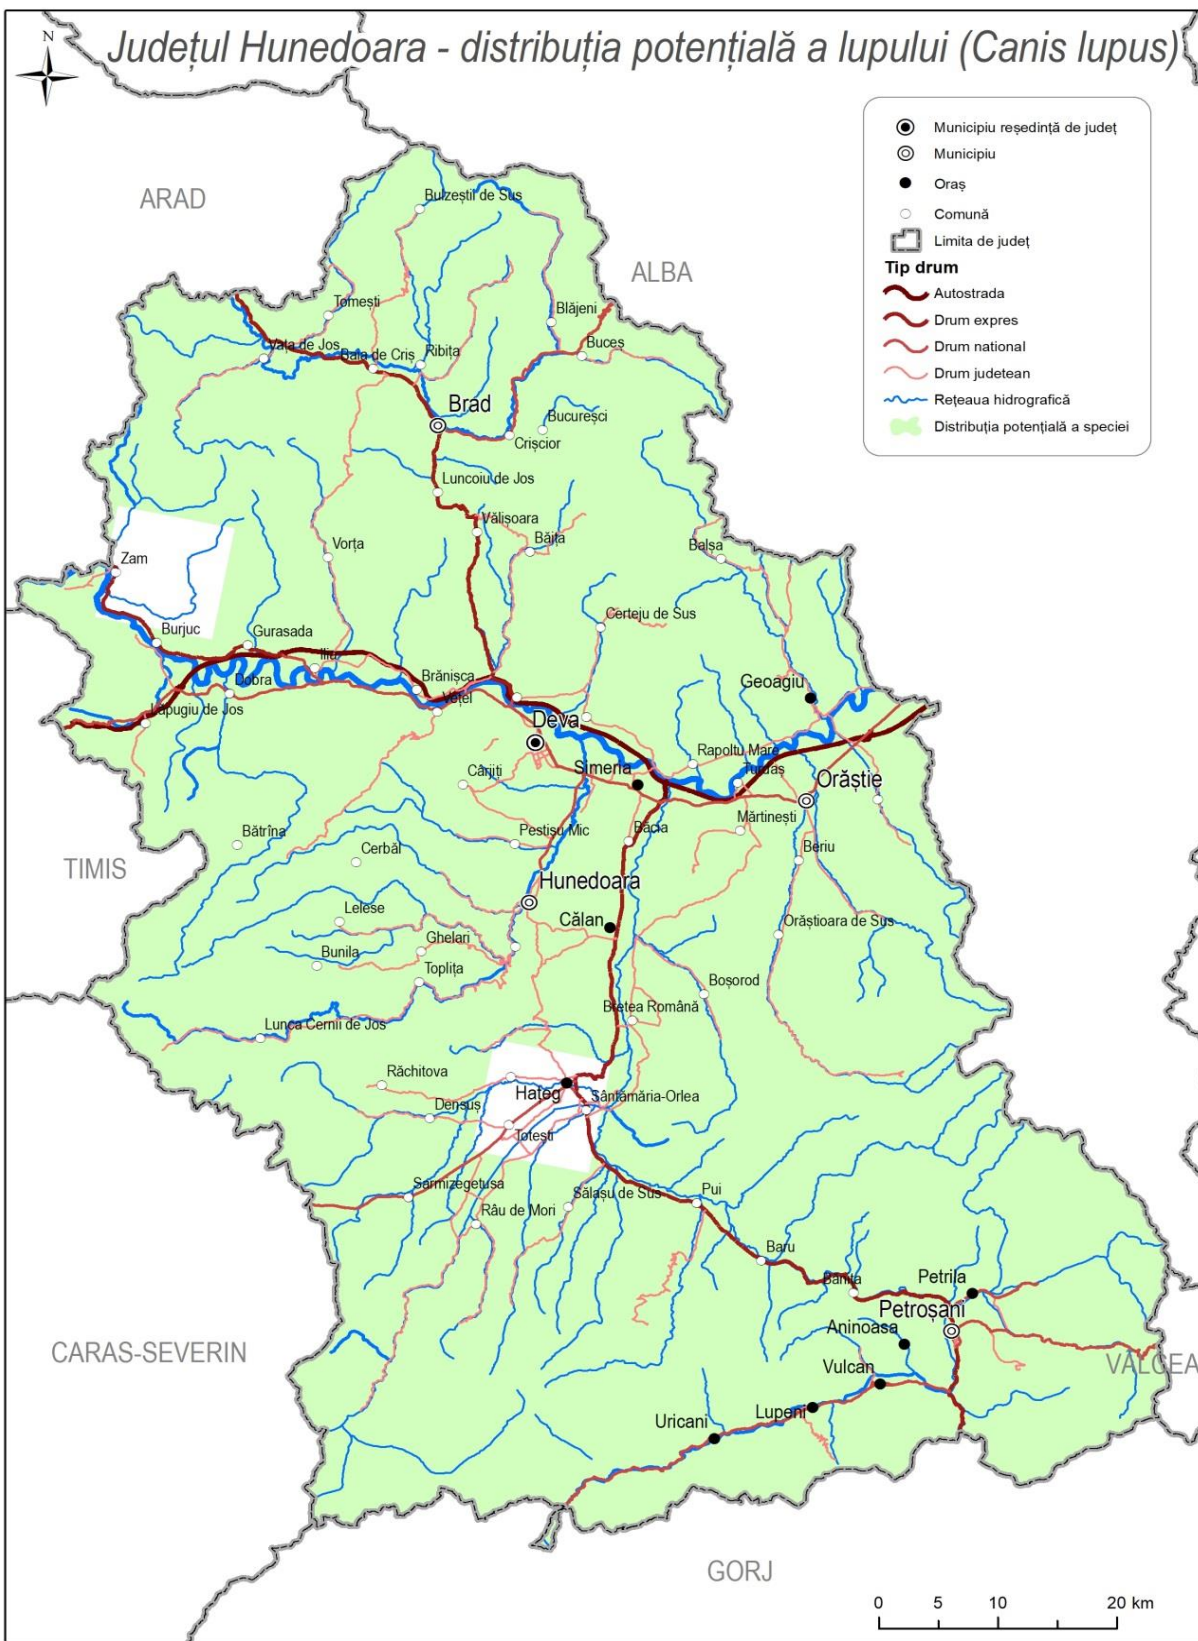 Județul Hunedoara - distribuția potențială a lupului (Canis lupus)
N
Municipiu reședință de județ
Municipiu
Oraș
Comună
Limita de județ
Tip drum
Autostrada
Drum expres
Drum national
Drum judetean
Rețeaua hidrografică
Distribuția potențială a speciei
ARAD
Bulzeștii de Sus
ALBA
Tomești
Blăjeni
Vața de Jos
Baia de Criș
Ribița
Buceș
Brad
Bucureșci
Crișcior
Luncoiu de Jos
Vălișoara
Vorța
Băița
Balșa
Zam
Certeju de Sus
Burjuc
Gurasada
Iliu
Dobra
Brănișca
Vețel
Geoagiu
Lăpugiu de Jos
Deva
Rapoltu Mare
Simeria
Turdaș
Orăștie
Cârjiți
Mărtinești
Bătrîna
Pestișu Mic
Băcia
Cerbăl
Beriu
TIMIS
Hunedoara
Lelese
Călan
Orăștioara de Sus
Ghelari
Bunila
Toplița
Boșorod
Bretea Română
Lunca Cernii de Jos
Răchitova
Hațeg
Sântămăria-Orlea
Densuș
Totești
Sarmizegetusa
Sălașu de Sus
Pui
Râu de Mori
Baru
Bănița
Petrila
Petroșani
Aninoasa
CARAS-SEVERIN
VÂLCEA
Vulcan
Lupeni
Uricani
GORJ
0 5 10 20 km